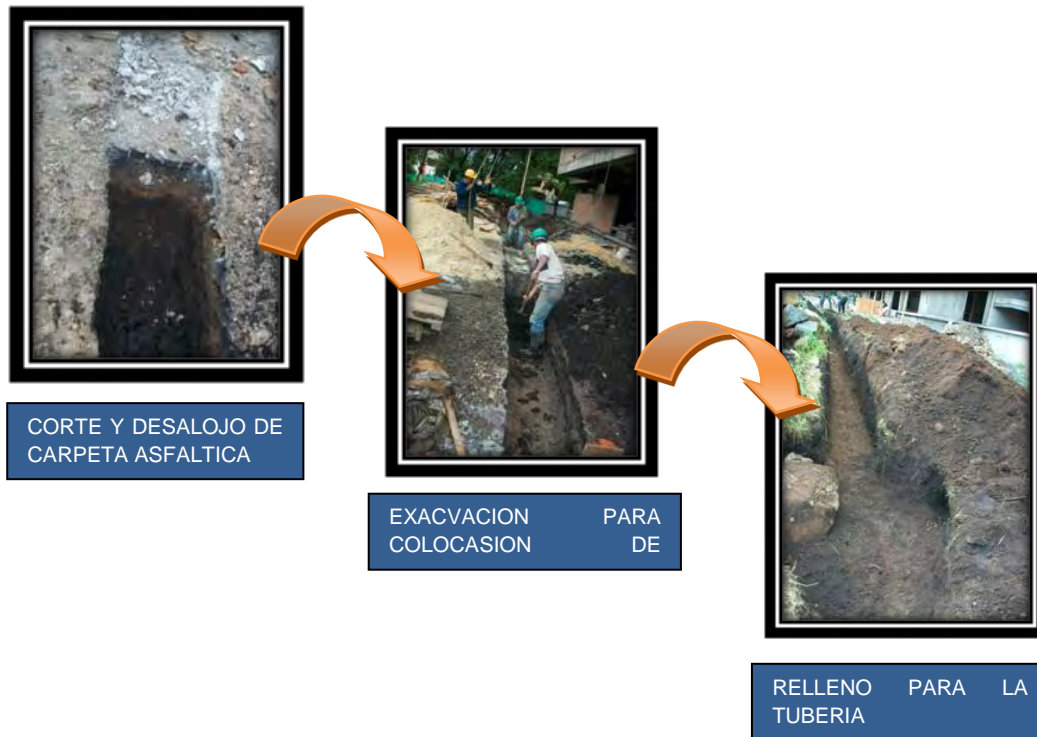 CORTE Y DESALOJO DE
CARPETA ASFALTICA
EXACVACION PARA
COLOCASION DE
RELLENO PARA LA
TUBERIA